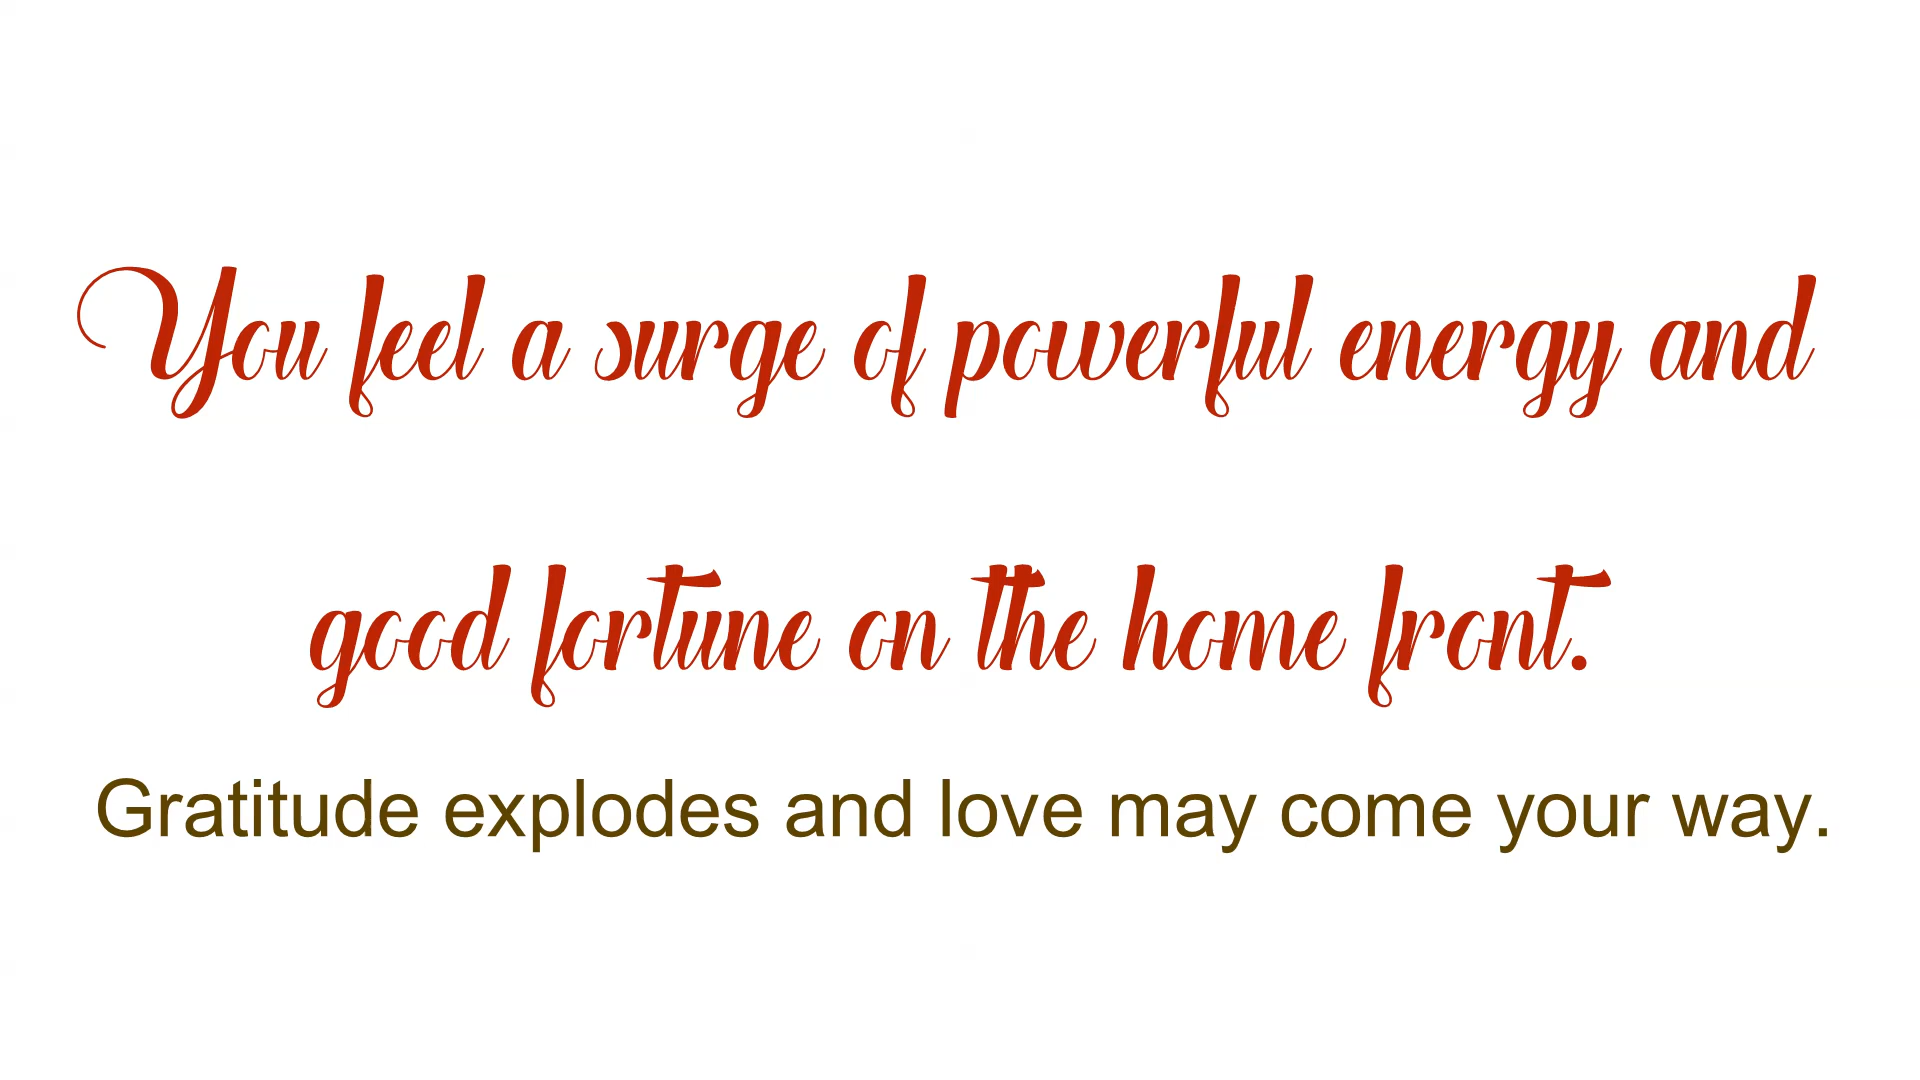 You feel a surge of powerful energy and
good fortune on the home front.
Gratitude explodes and love may come your way.